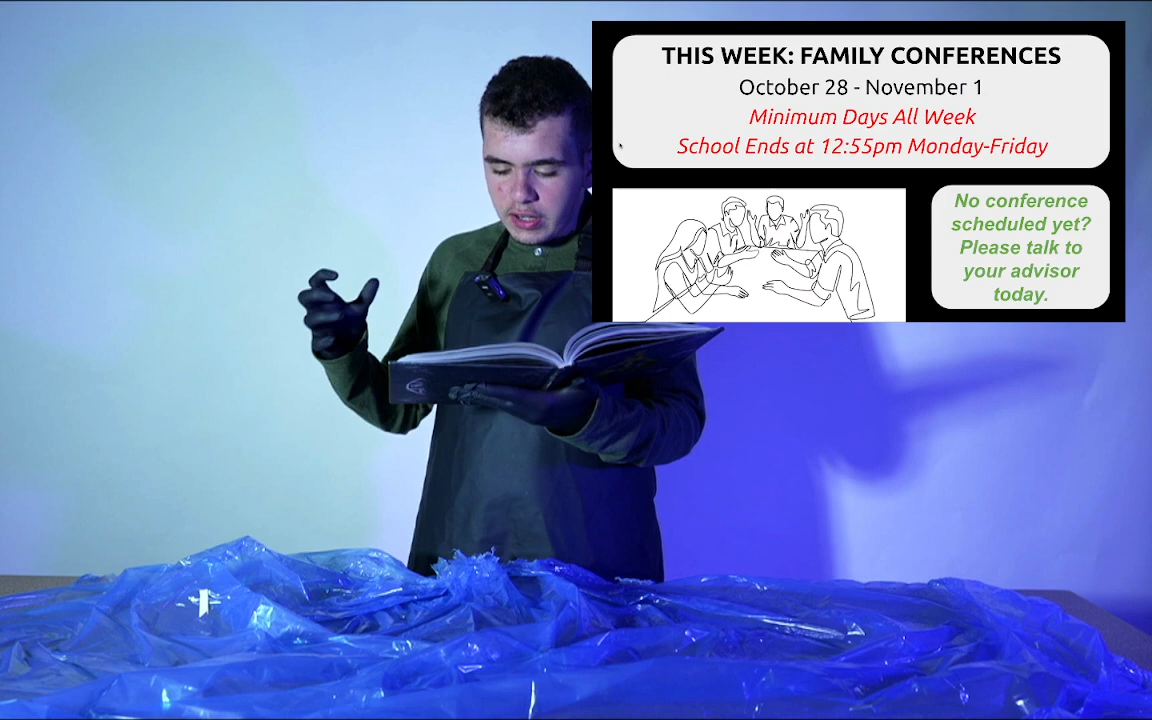 THIS WEEK: FAMILY CONFERENCES
October 28 - November 1
Minimum Days All Week
School Ends at 12:55pm Monday-Friday
No conference
scheduled yet?
Please talk to
your advisor
today.